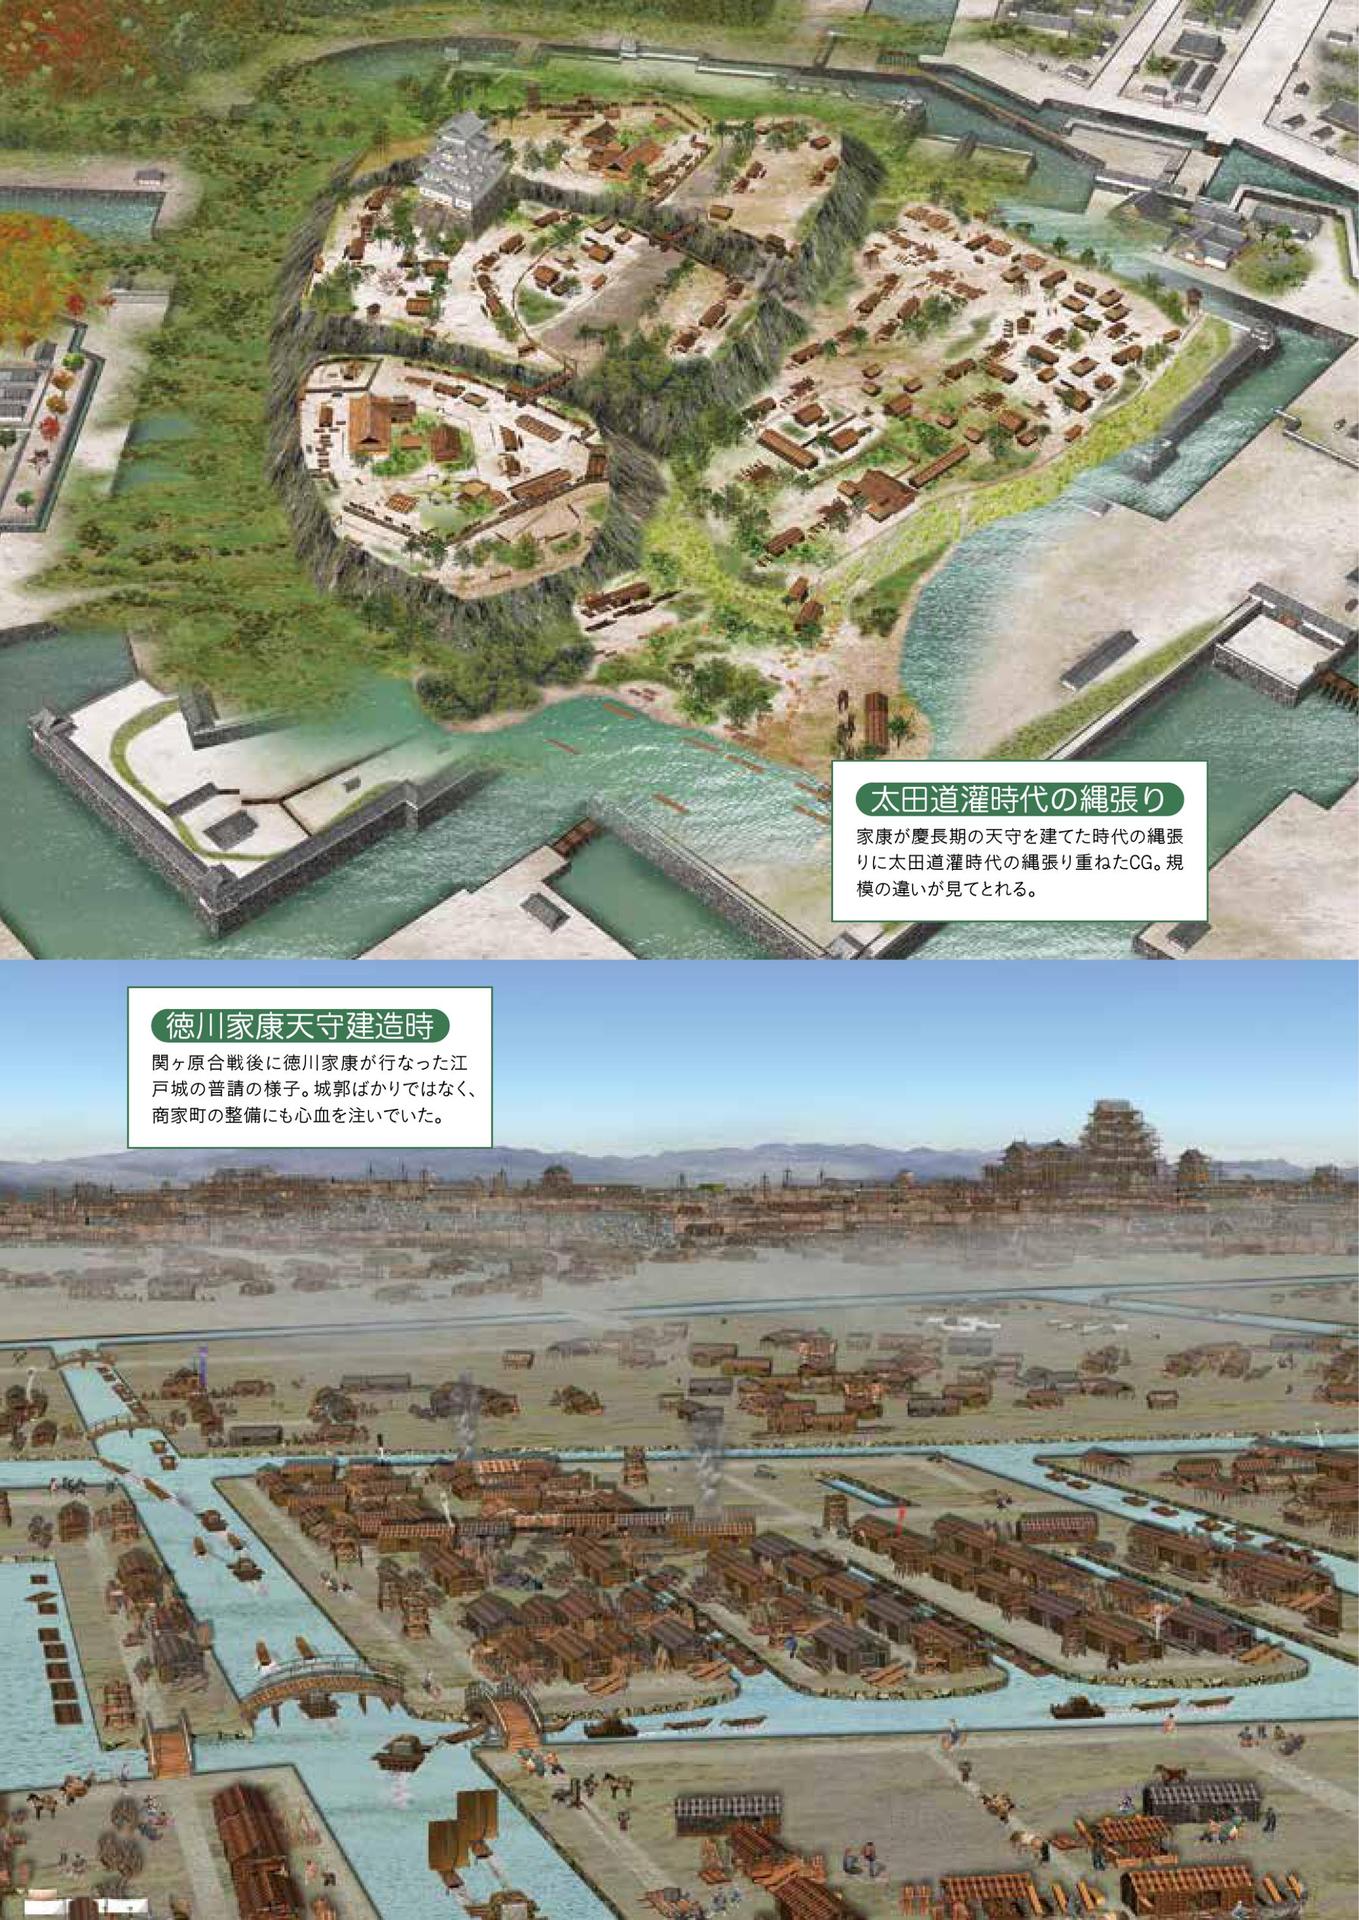 太田道灌時代の縄張り
家康が慶長期の天守を建てた時代の縄張
りに太田道灌時代の縄張り重ねたCG。規
模の違いが見てとれる。
徳川家康天守建造時
関ヶ原合戦後に徳川家康が行なった江
戸城の普請の様子。城郭ばかりではなく、
商家町の整備にも心血を注いでいた。